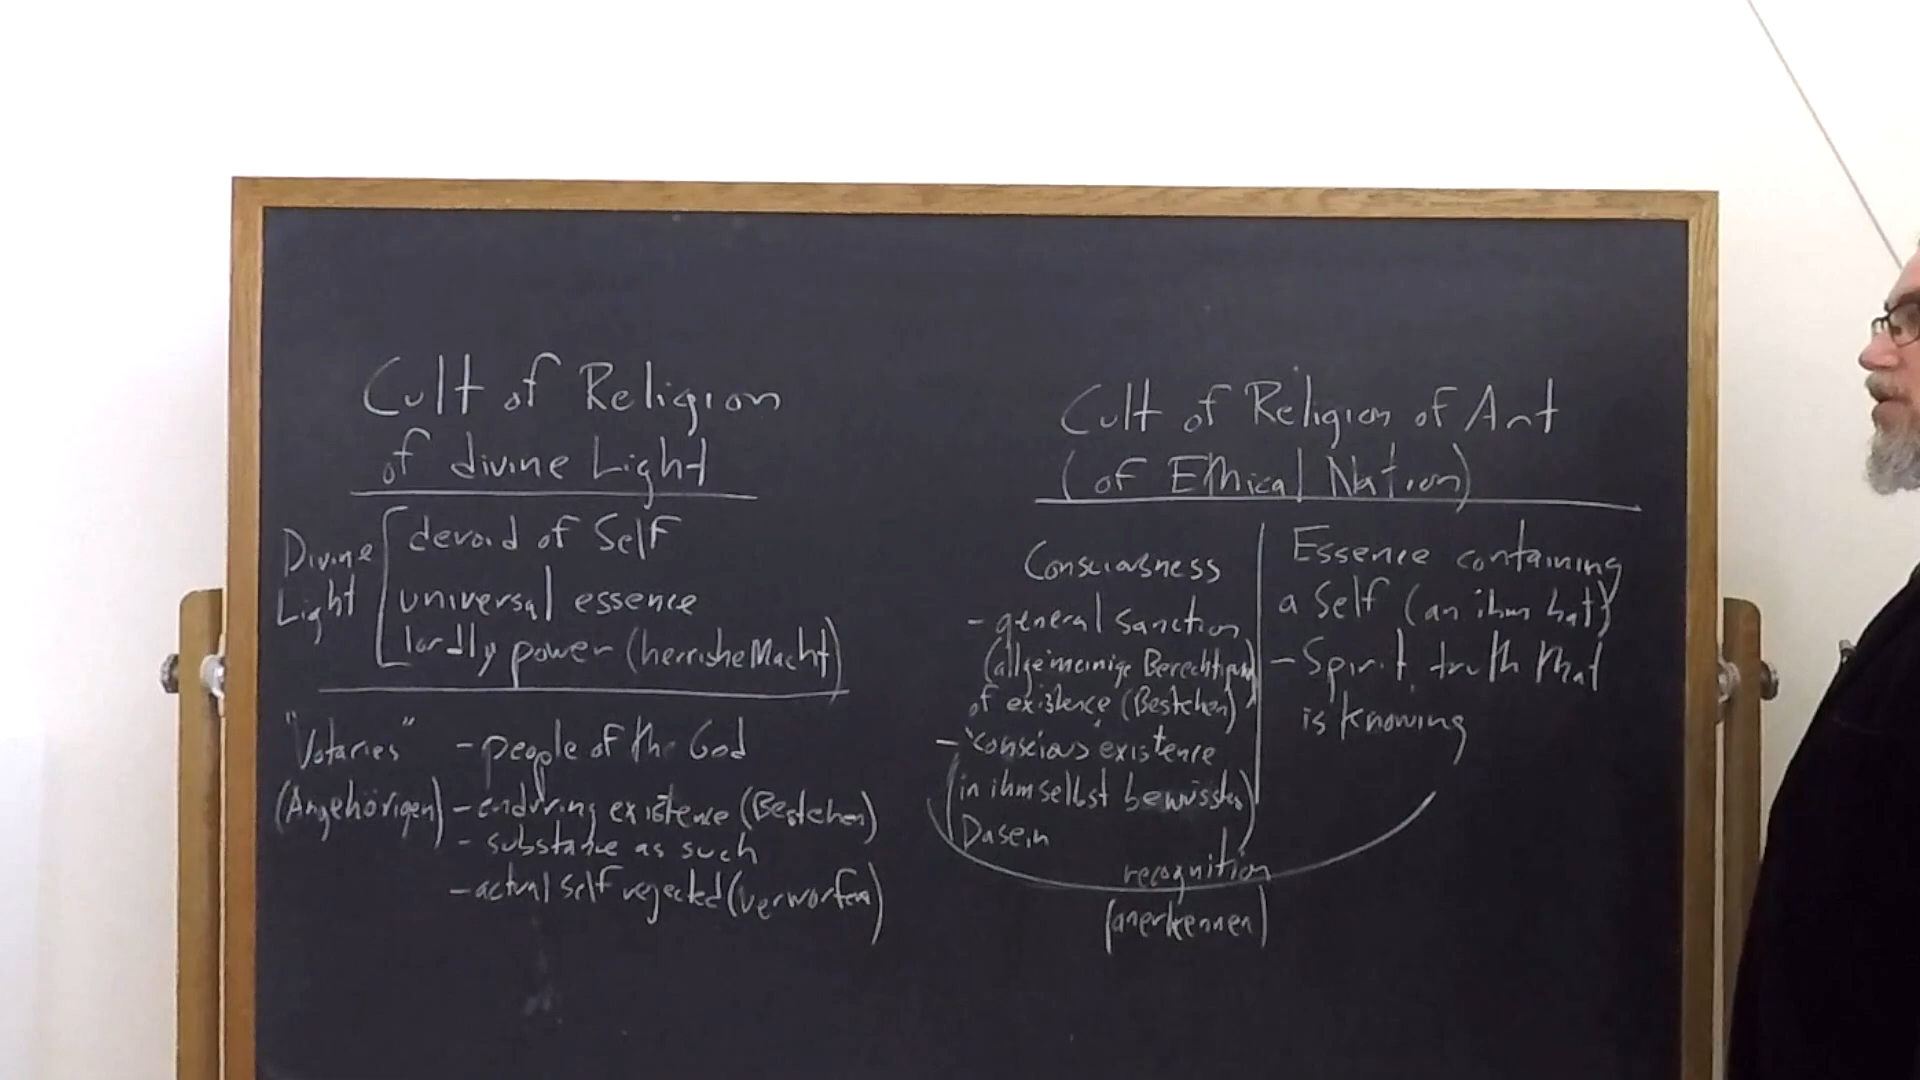 Cult of Religion
of divine Light
Divine
Light
devoid of Self
universal essence
lordly power (herrishe Macht)
"Votaries"
(Angehörigen)
- people of the God
- enduring existence (Bestehen)
- substance as such
- actual self rejected (verworfen)
Cult of Religion of Art
(of Ethical Nation)
Consciousness
- general sanction
(allgemeinige Berechtigung
of existence (Bestehen)
- "conscious existence
(in ihm selbst bewusstes)
Dasein
Essence containing
a Self (an ihm hat)
- Spirit, truth that
is knowing
recognition
(anerkennen)